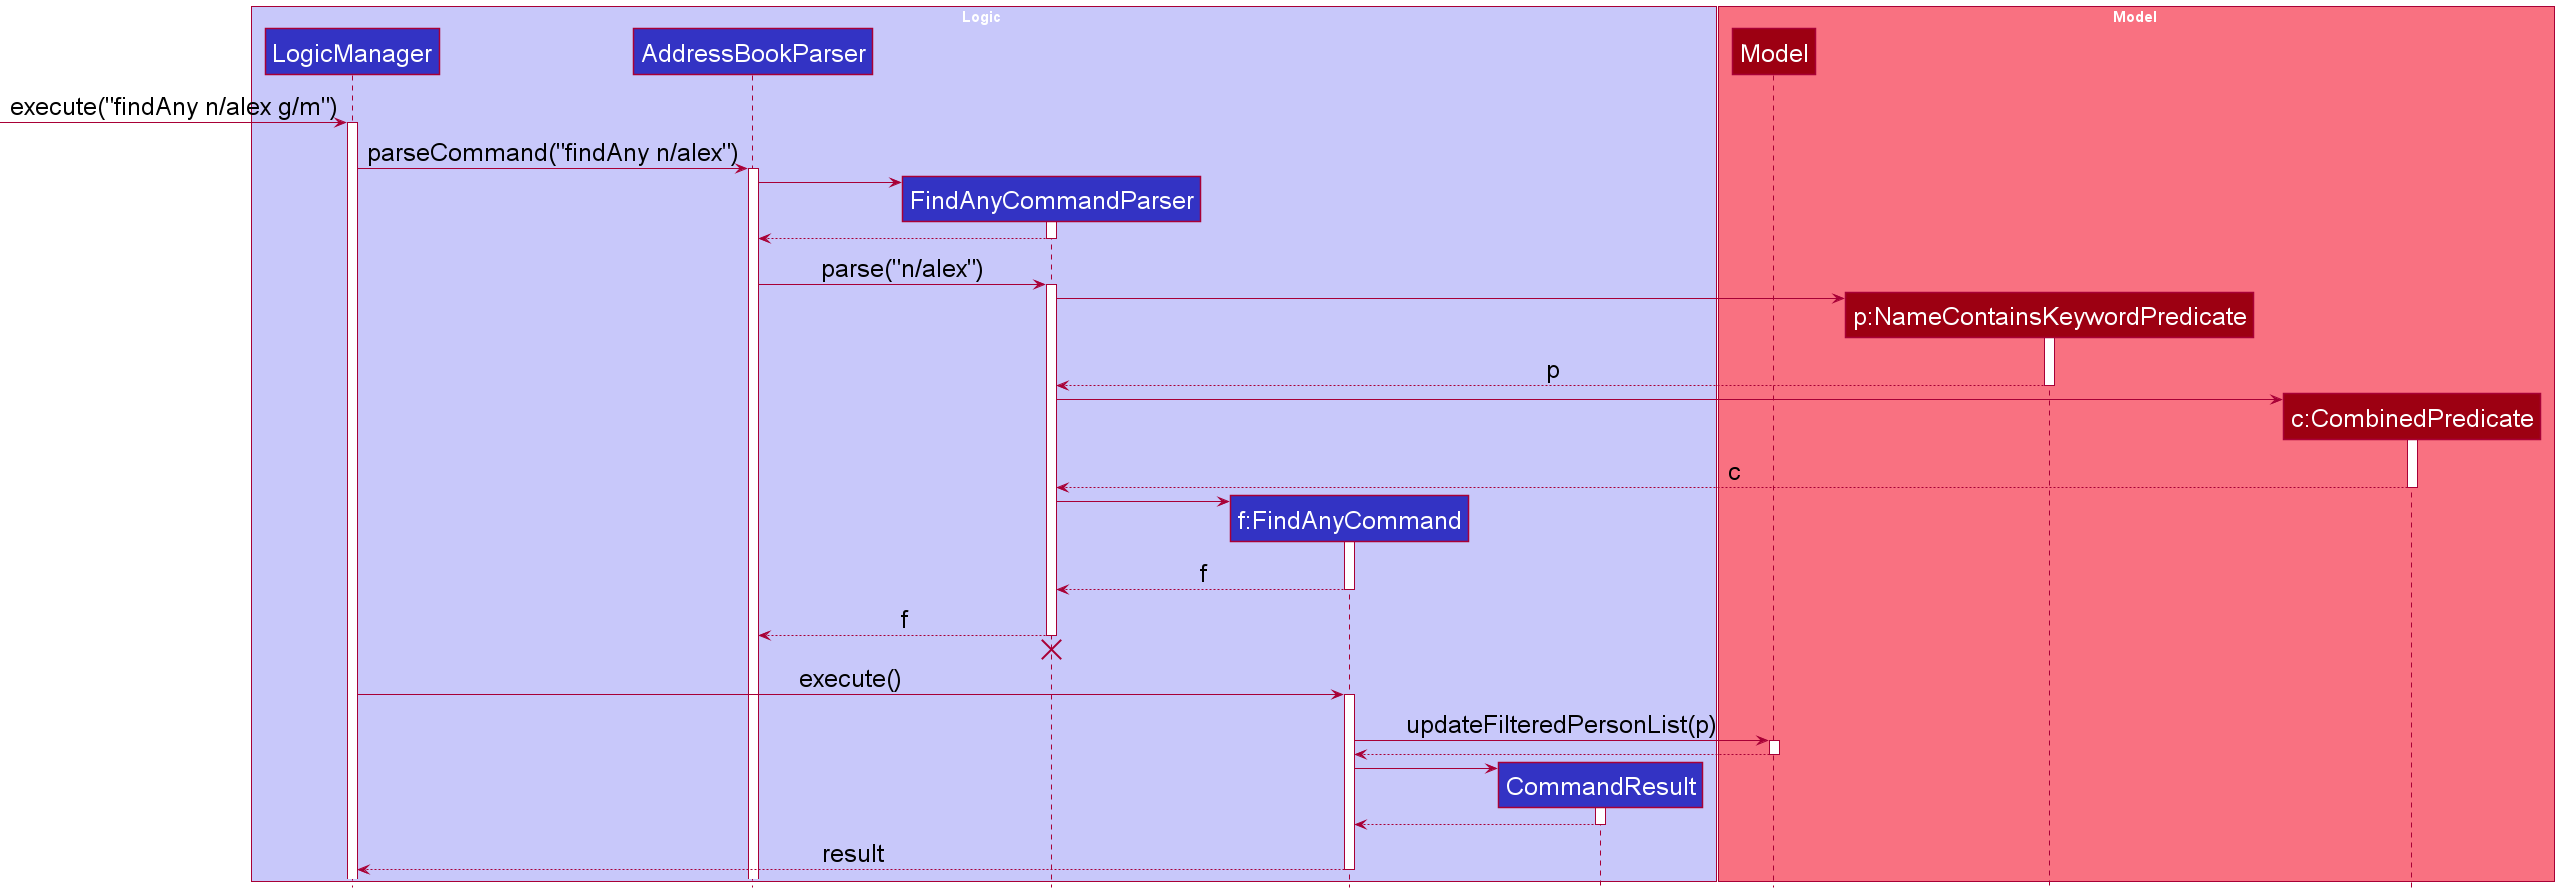 Logic
Model
LogicManager
AddressBookParser
Model
execute("findAny n/alex g/m")
parseCommand("findAny n/alex")
FindAnyCommandParser
parse("n/alex")
p:NameContainsKeywordPredicate
p
c:CombinedPredicate
c
f:FindAnyCommand
f
f
execute()
updateFilteredPersonList(p)
CommandResult
result